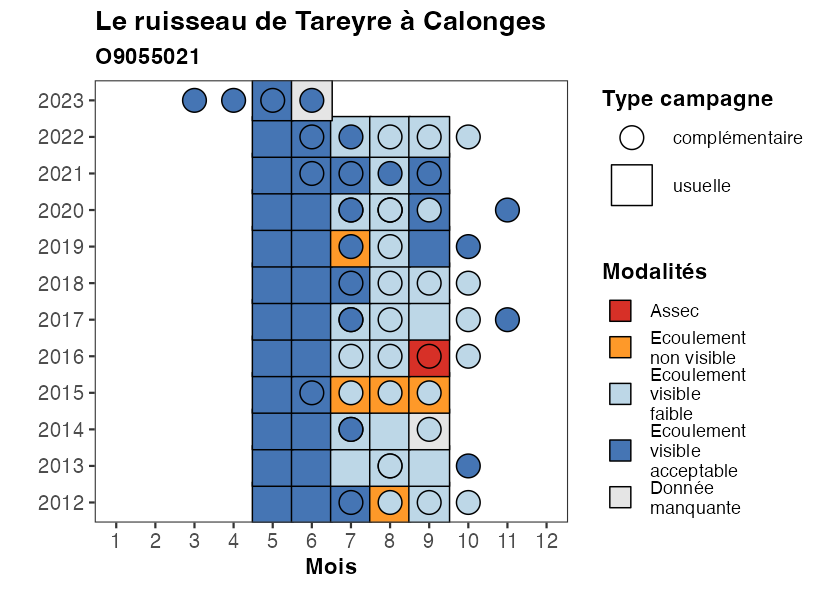 Le ruisseau de Tareyre à Calonges
O9055021
2023
2022
2021
2020
2019
2018
2017
2016
2015
2014
2013
2012
1 2 3 4 5 6 7 8 9 10 11 12
Mois
Type campagne
complémentaire
usuelle
Modalités
Assec
Ecoulement
non visible
Ecoulement
visible
faible
Ecoulement
visible
acceptable
Donnée
manquante